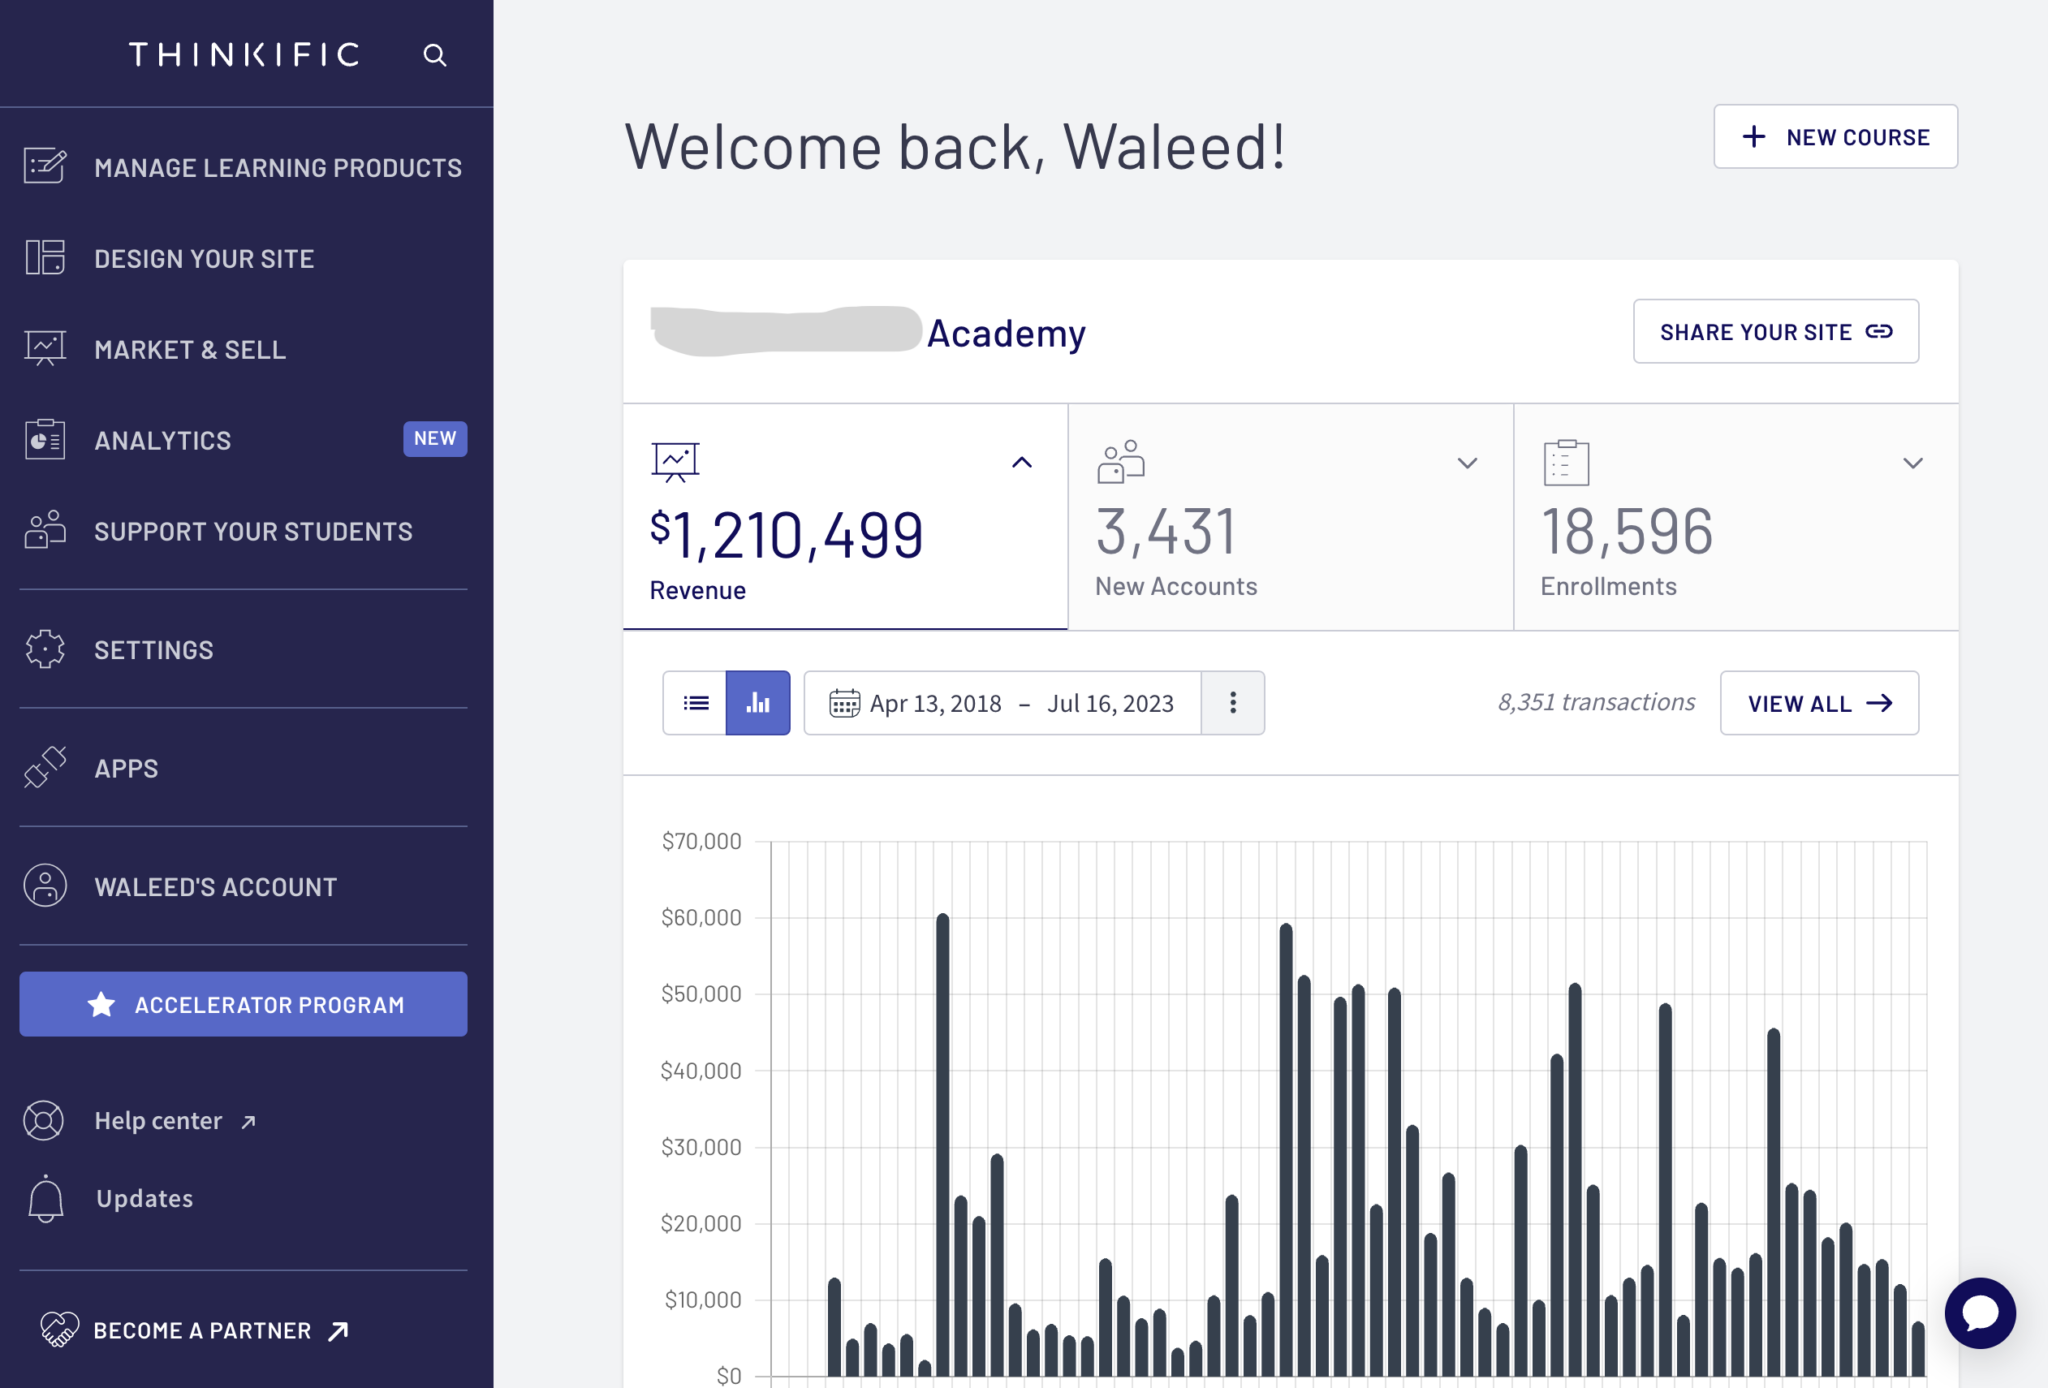 THINKIFIC
MANAGE LEARNING PRODUCTS
DESIGN YOUR SITE
MARKET & SELL
ANALYTICS NEW
SUPPORT YOUR STUDENTS
SETTINGS
APPS
WALEED'S ACCOUNT
ACCELERATOR PROGRAM
Help center
Updates
BECOME A PARTNER
Welcome back, Waleed!
NEW COURSE
Academy
SHARE YOUR SITE
$1,210,499
Revenue
3,431
New Accounts
18,596
Enrollments
Apr 13, 2018 – Jul 16, 2023
8,351 transactions
VIEW ALL
$70,000
$60,000
$50,000
$40,000
$30,000
$20,000
$10,000
$0